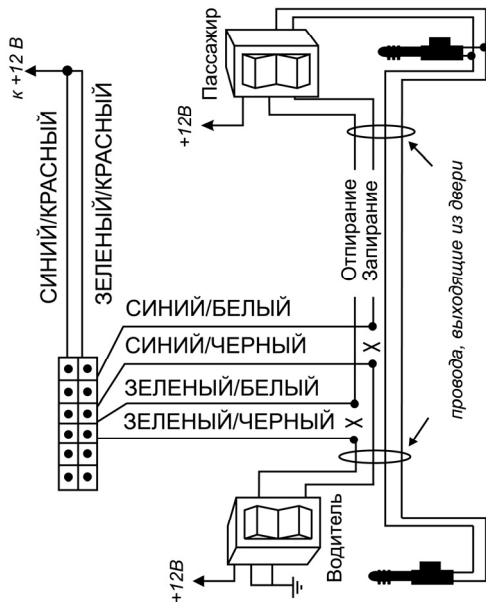 к +12 В
СИНИЙ/КРАСНЫЙ
ЗЕЛЕНЫЙ/КРАСНЫЙ
Пассажир
+12В
Отпирание
Запирание
провода, выходящие из двери
СИНИЙ/БЕЛЫЙ
СИНИЙ/ЧЕРНЫЙ
ЗЕЛЕНЫЙ/БЕЛЫЙ
ЗЕЛЕНЫЙ/ЧЕРНЫЙ
Водитель
+12В